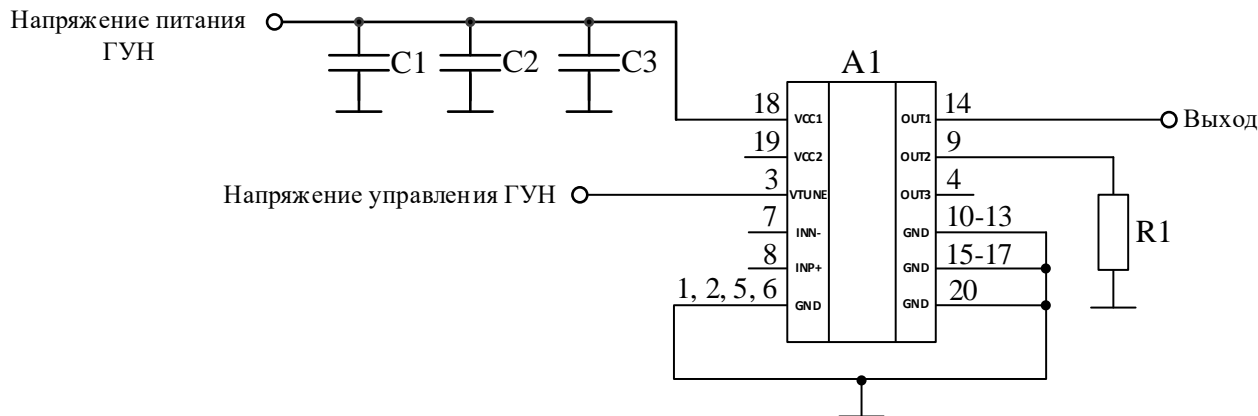 Напряжение питания
ГУН
C1
C2
C3
A1
18
VCC1
OUT1
14
Выход
19
VCC2
OUT2
9
Напряжение управления ГУН
3
VTUNE
OUT3
4
7
INN-
GND
10-13
R1
8
INP+
GND
15-17
1, 2, 5, 6
GND
GND
20